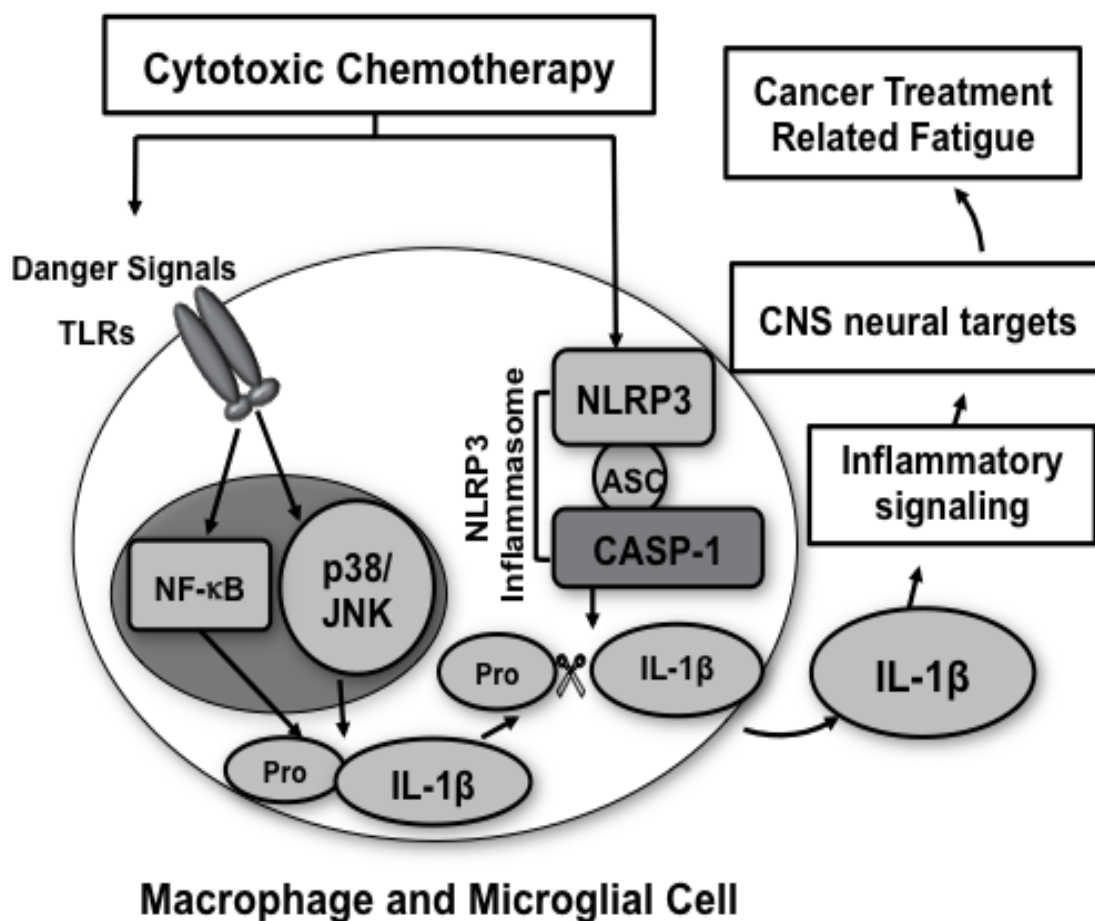 Cytotoxic Chemotherapy
Cancer Treatment
Related Fatigue
Danger Signals
TLRs
CNS neural targets
NLRP3
Inflammasome
NLRP3
ASC
CASP-1
Inflammatory
signaling
NF-κB
p38/
JNK
Pro
IL-1β
IL-1β
Pro
IL-1β
Macrophage and Microglial Cell